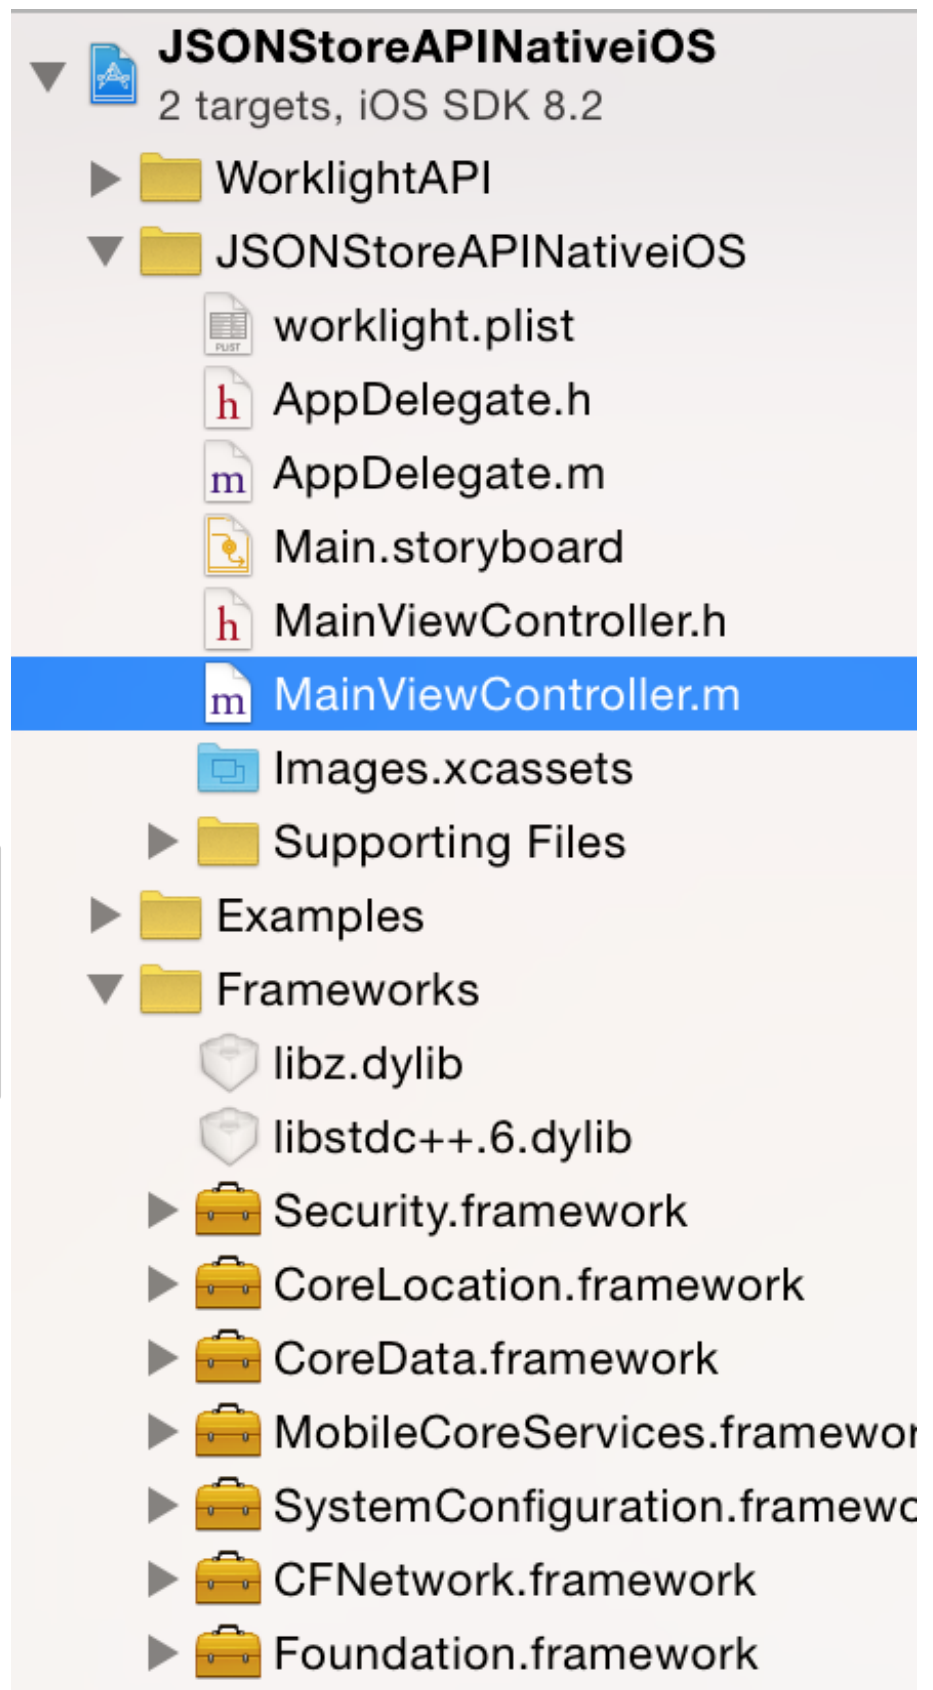 JSONStoreAPINativeiOS
2 targets, iOS SDK 8.2
WorklightAPI
JSONStoreAPINativeiOS
PLIST worklight.plist
h AppDelegate.h
m AppDelegate.m
Main.storyboard
h MainViewController.h
m MainViewController.m
Images.xcassets
Supporting Files
Examples
Frameworks
libz.dylib
libstdc++.6.dylib
Security.framework
CoreLocation.framework
CoreData.framework
MobileCoreServices.framewor
SystemConfiguration.framewo
CFNetwork.framework
Foundation.framework